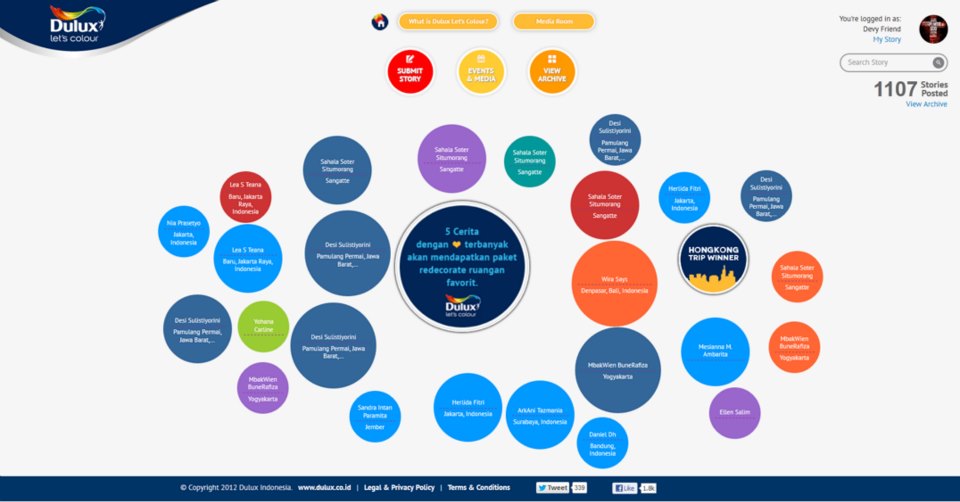 Dulux
let's colour
What is Dulux Let's Colour?
Media Room
You're logged in as:
Devy Friend
My Story
Search Story
1107 Stories
Posted
View Archive
SUBMIT
STORY
EVENTS
& MEDIA
VIEW
ARCHIVE
Desi
Sulistiyorini
Pamulang
Permai, Jawa
Barat,...
Sahala Soter
Situmorang
Sangatte
Sahala Soter
Situmorang
Sangatte
Sahala Soter
Situmorang
Sangatte
Lea S Teana
Baru, Jakarta
Raya,
Indonesia
Sahala Soter
Situmorang
Sangatte
Herlida Fitri
Jakarta,
Indonesia
Desi
Sulistiyorini
Pamulang
Permai, Jawa
Barat,...
Nia Prasetyo
Jakarta,
Indonesia
Lea S Teana
Baru, Jakarta Raya,
Indonesia
Desi Sulistiyorini
Pamulang Permai, Jawa
Barat,...
5 Cerita
dengan terbanyak
akan mendapatkan paket
redecorate ruangan
favorit.
Dulux
let's colour
Wira Says
Denpasar, Bali, Indonesia
HONGKONG
TRIP WINNER
Sahala Soter
Situmorang
Sangatte
Desi Sulistiyorini
Pamulang Permai,
Jawa Barat,...
Yohana
Carline
Desi Sulistiyorini
Pamulang Permai, Jawa
Barat,...
MbakWien BuneRafiza
Yogyakarta
Mesianna M.
Ambarita
MbakWien
BuneRafiza
Yogyakarta
MbakWien
BuneRafiza
Yogyakarta
Sandra Intan
Paramita
Jember
Herlida Fitri
Jakarta, Indonesia
ArkAni Tazmania
Surabaya, Indonesia
Daniel Dh
Bandung,
Indonesia
Ellen Salim
© Copyright 2012 Dulux Indonesia. www.dulux.co.id | Legal & Privacy Policy | Terms & Conditions
Tweet 339
Like 1.8k